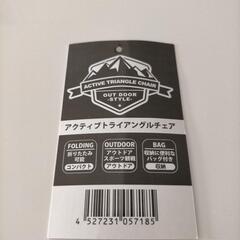 ACTIVE TRIANGLE CHAIR
OUT DOOR
-STYLE-
アクティブトライアングルチェア
FOLDING
折りたたみ
可能
コンパクト
OUTDOOR
アウトドア
スポーツ観戦
アウトドア
BAG
収納に便利な
バッグ付き
収納
4 527231 057185